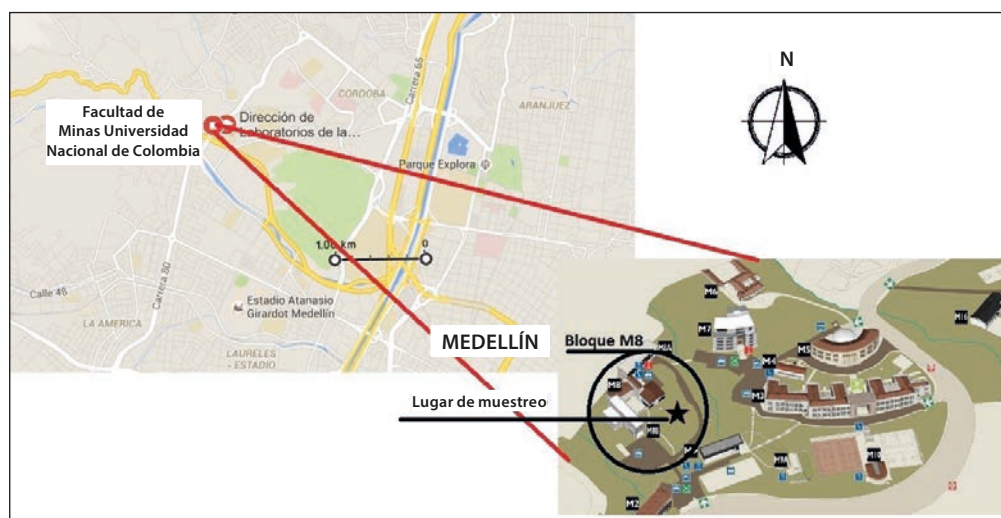 Facultad de
Minas Universidad
Nacional de Colombia
Dirección de
Laboratorios de la...
CORDOBA
Carrera 65
ARANJUEZ
Parque Explora
1.00 km
0
Carrera 80
Calle 48
Estadio Atanasio
Girardot Medellín
LA AMERICA
LAURELES
- ESTADIO
MEDELLÍN
N
Bloque M8
Lugar de muestreo
M6
M7
M16
M5
M4
M8
M3
M10
M2